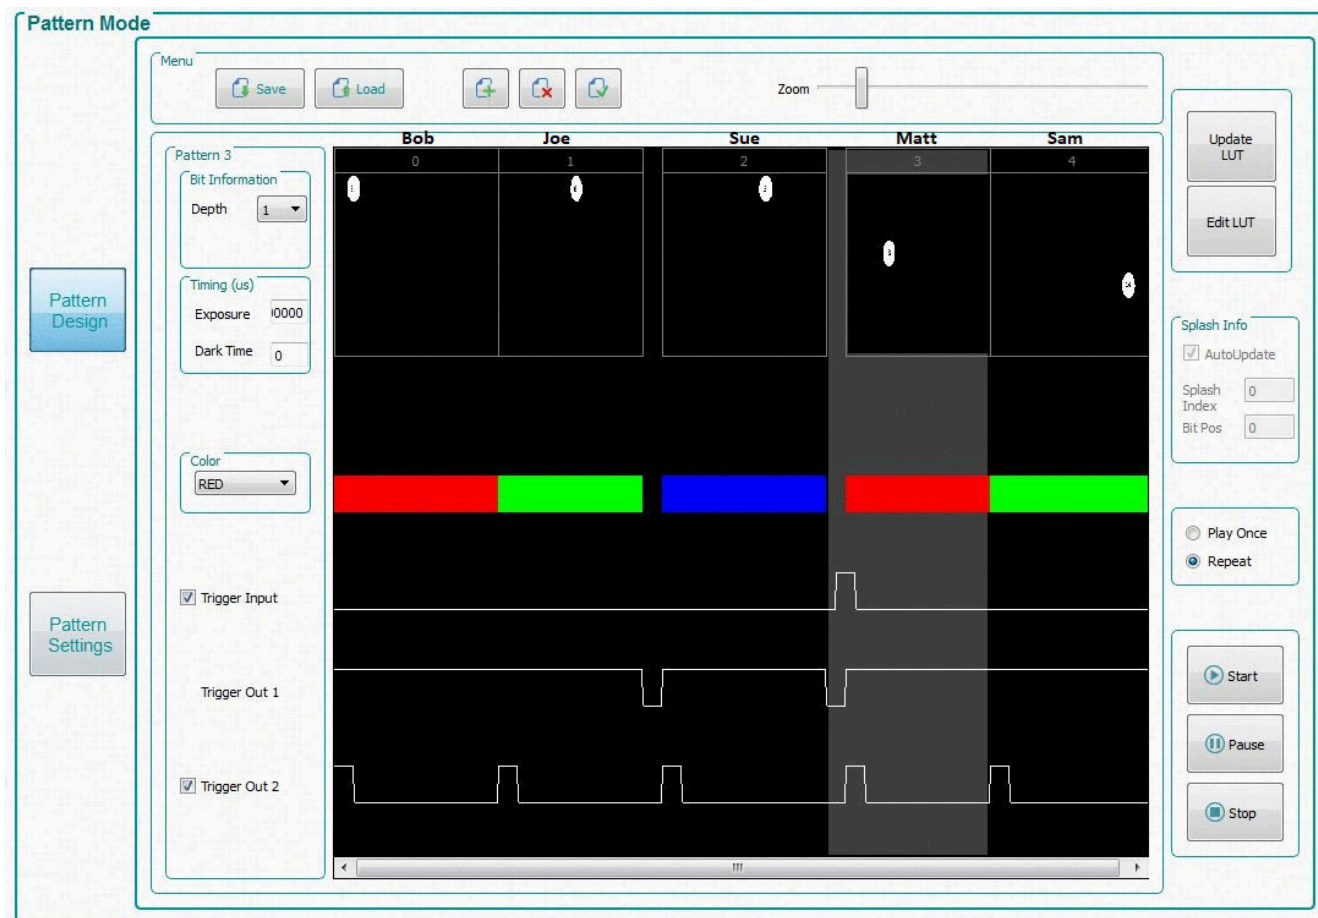 Pattern Mode
Menu
Save
Load
Zoom
Bob Joe Sue Matt Sam
0 1 2 3 4
Pattern 3
Bit Information
Depth 1
Timing (us)
Exposure
Dark Time 0
Color
RED
Trigger Input
Trigger Out 1
Trigger Out 2
Pattern
Design
Pattern
Settings
Update
LUT
Edit LUT
Splash Info
AutoUpdate
Splash
Index
0
Bit Pos 0
Play Once
Repeat
Start
Pause
Stop